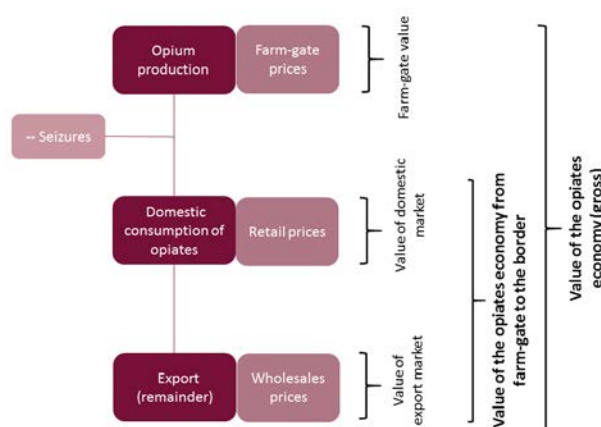 Opium
production
Farm-gate
prices
Farm-gate value
-- Seizures
Domestic
consumption of
opiates
Retail prices
Value of domestic
market
Export
(remainder)
Wholesales
prices
Value of
export market
Value of the opiates economy from
farm-gate to the border
Value of the opiates
economy (gross)